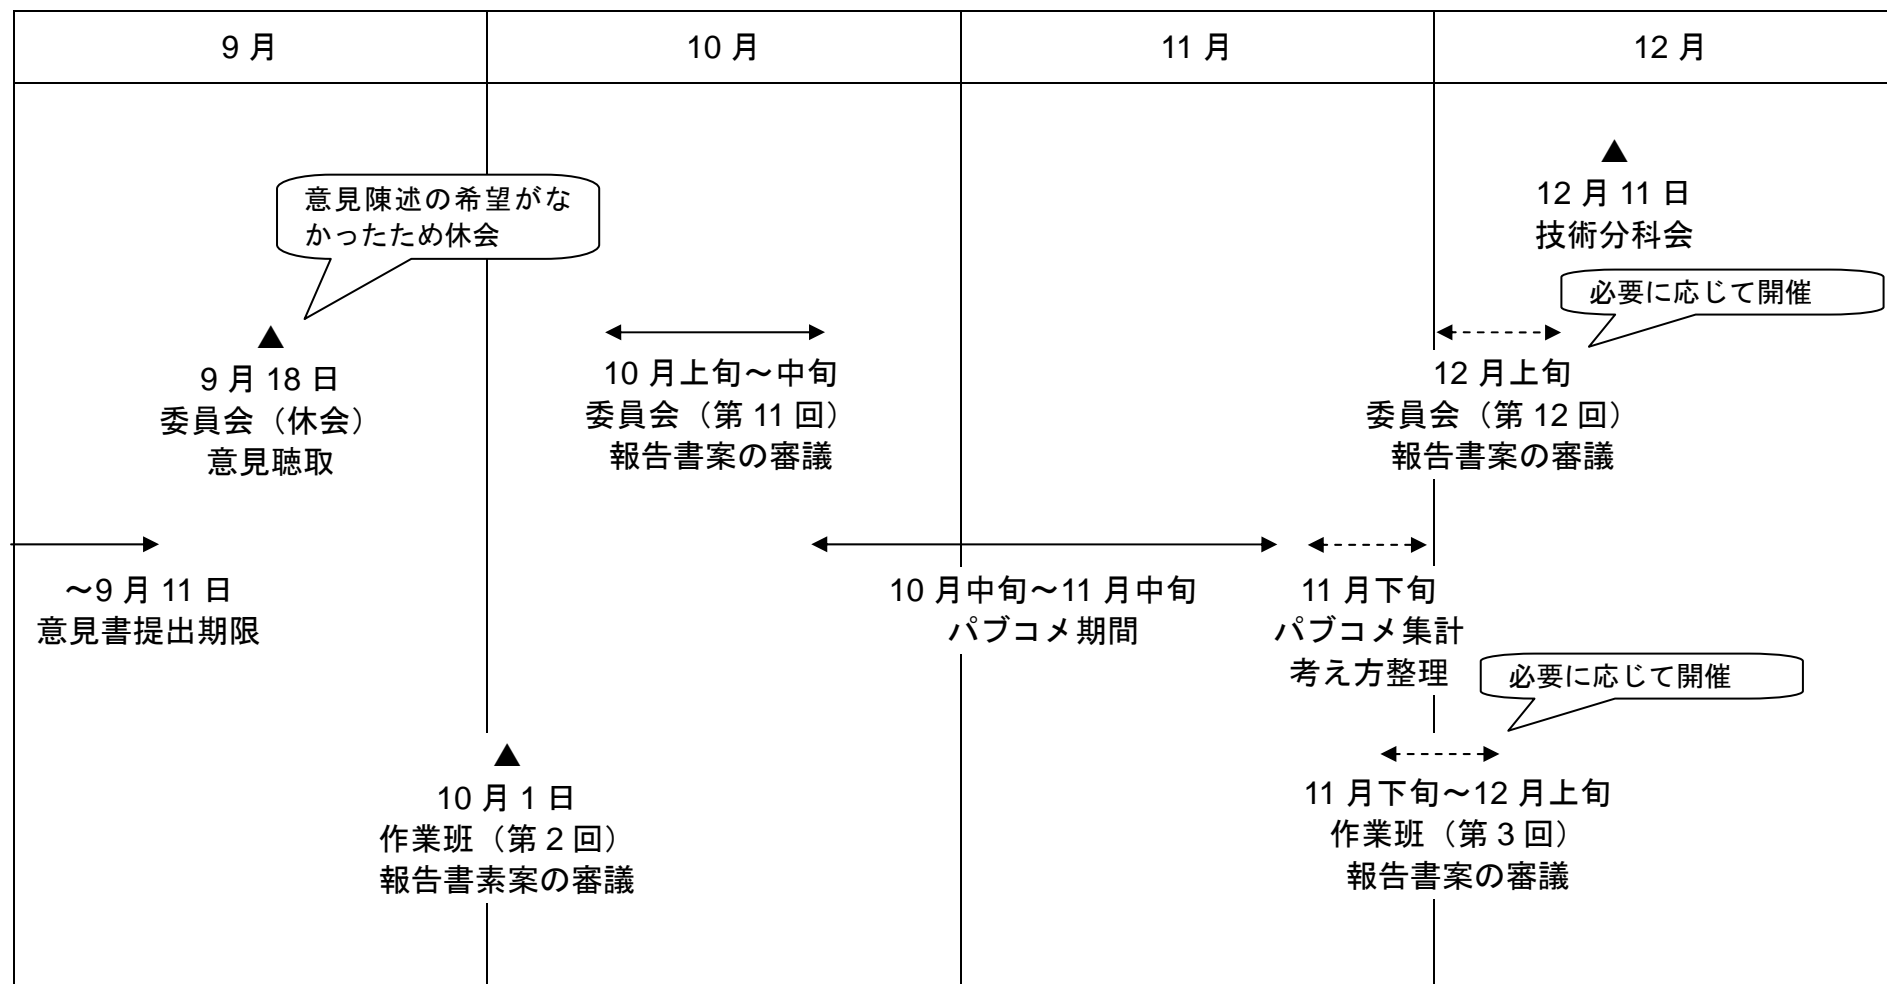 9 月
10 月
11 月
12 月
12 月 11 日
技術分科会
意見陳述の希望がな
かったため休会
必要に応じて開催
9 月 18 日
委員会（休会）
意見聴取
10 月上旬～中旬
委員会（第 11 回）
報告書案の審議
12 月上旬
委員会（第 12 回）
報告書案の審議
～9 月 11 日
意見書提出期限
10 月中旬～11 月中旬
パブコメ期間
11 月下旬
パブコメ集計
考え方整理
必要に応じて開催
10 月 1 日
作業班（第 2 回）
報告書素案の審議
11 月下旬～12 月上旬
作業班（第 3 回）
報告書案の審議